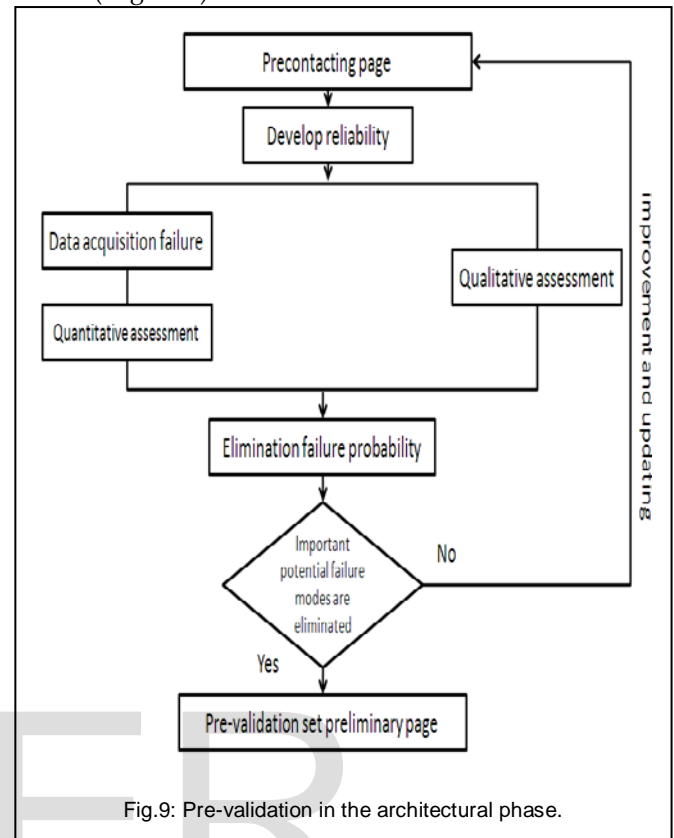 Precontacting page
Develop reliability
Data acquisition failure
Qualitative assessment
Quantitative assessment
improvement and updating
Elimination failure probability
Important
potential failure
modes are
eliminated
No
Yes
Pre-validation set preliminary page
Fig.9: Pre-validation in the architectural phase.